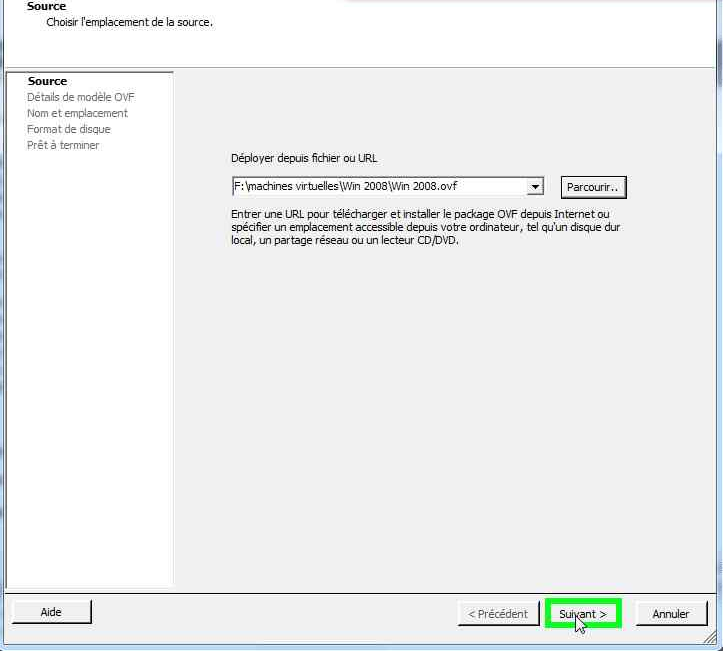 Source
Choisir l'emplacement de la source.
Source
Détails de modèle OVF
Nom et emplacement
Format de disque
Prêt à terminer
Déployer depuis fichier ou URL
F:\machines virtuelles\Win 2008\Win 2008.ovf
Parcourir..
Entrer une URL pour télécharger et installer le package OVF depuis Internet ou
spécifier un emplacement accessible depuis votre ordinateur, tel qu'un disque dur
local, un partage réseau ou un lecteur CD/DVD.
Aide
< Précédent
Suivant >
Annuler